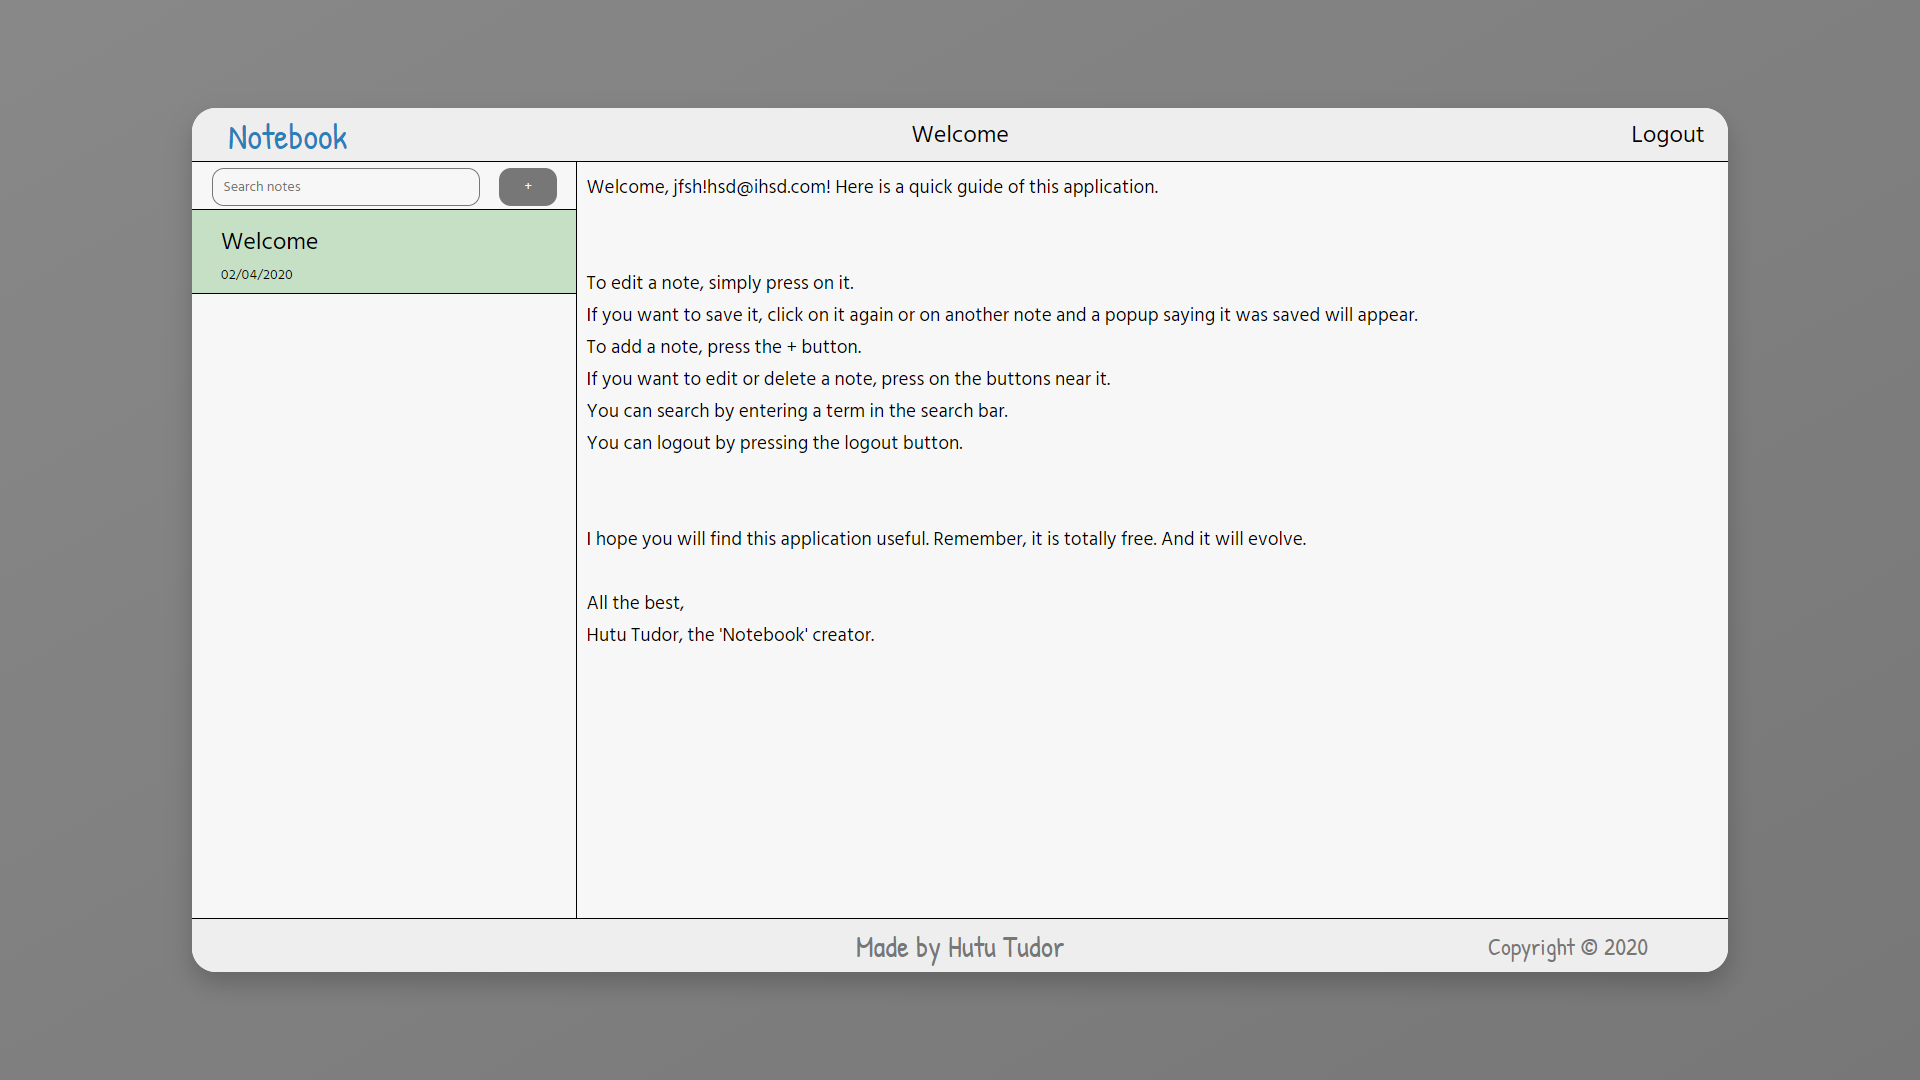 Notebook
Welcome
Logout
Search notes
+
Welcome
02/04/2020
Welcome, jfsh!hsd@ihsd.com! Here is a quick guide of this application.
To edit a note, simply press on it.
If you want to save it, click on it again or on another note and a popup saying it was saved will appear.
To add a note, press the + button.
If you want to edit or delete a note, press on the buttons near it.
You can search by entering a term in the search bar.
You can logout by pressing the logout button.
I hope you will find this application useful. Remember, it is totally free. And it will evolve.
All the best,
Hutu Tudor, the 'Notebook' creator.
Made by Hutu Tudor
Copyright © 2020